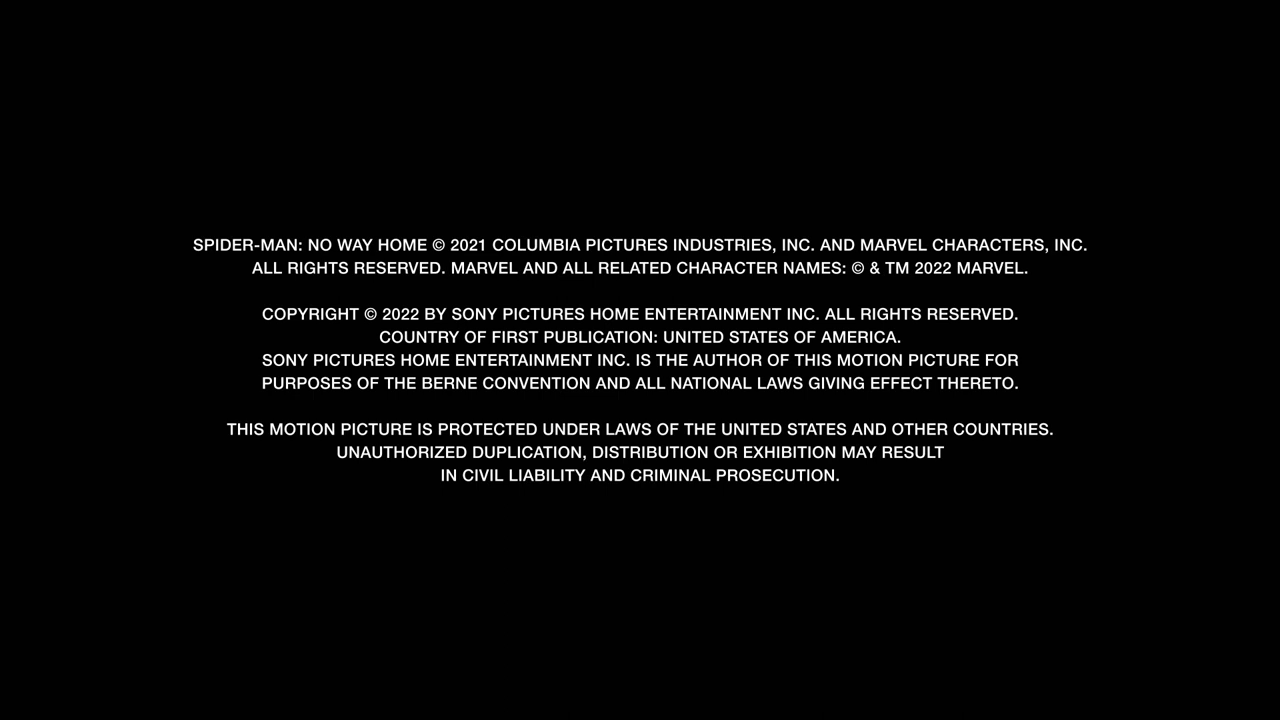 SPIDER-MAN: NO WAY HOME © 2021 COLUMBIA PICTURES INDUSTRIES, INC. AND MARVEL CHARACTERS, INC.
ALL RIGHTS RESERVED. MARVEL AND ALL RELATED CHARACTER NAMES: © & TM 2022 MARVEL.
COPYRIGHT © 2022 BY SONY PICTURES HOME ENTERTAINMENT INC. ALL RIGHTS RESERVED.
COUNTRY OF FIRST PUBLICATION: UNITED STATES OF AMERICA.
SONY PICTURES HOME ENTERTAINMENT INC. IS THE AUTHOR OF THIS MOTION PICTURE FOR
PURPOSES OF THE BERNE CONVENTION AND ALL NATIONAL LAWS GIVING EFFECT THERETO.
THIS MOTION PICTURE IS PROTECTED UNDER LAWS OF THE UNITED STATES AND OTHER COUNTRIES.
UNAUTHORIZED DUPLICATION, DISTRIBUTION OR EXHIBITION MAY RESULT
IN CIVIL LIABILITY AND CRIMINAL PROSECUTION.